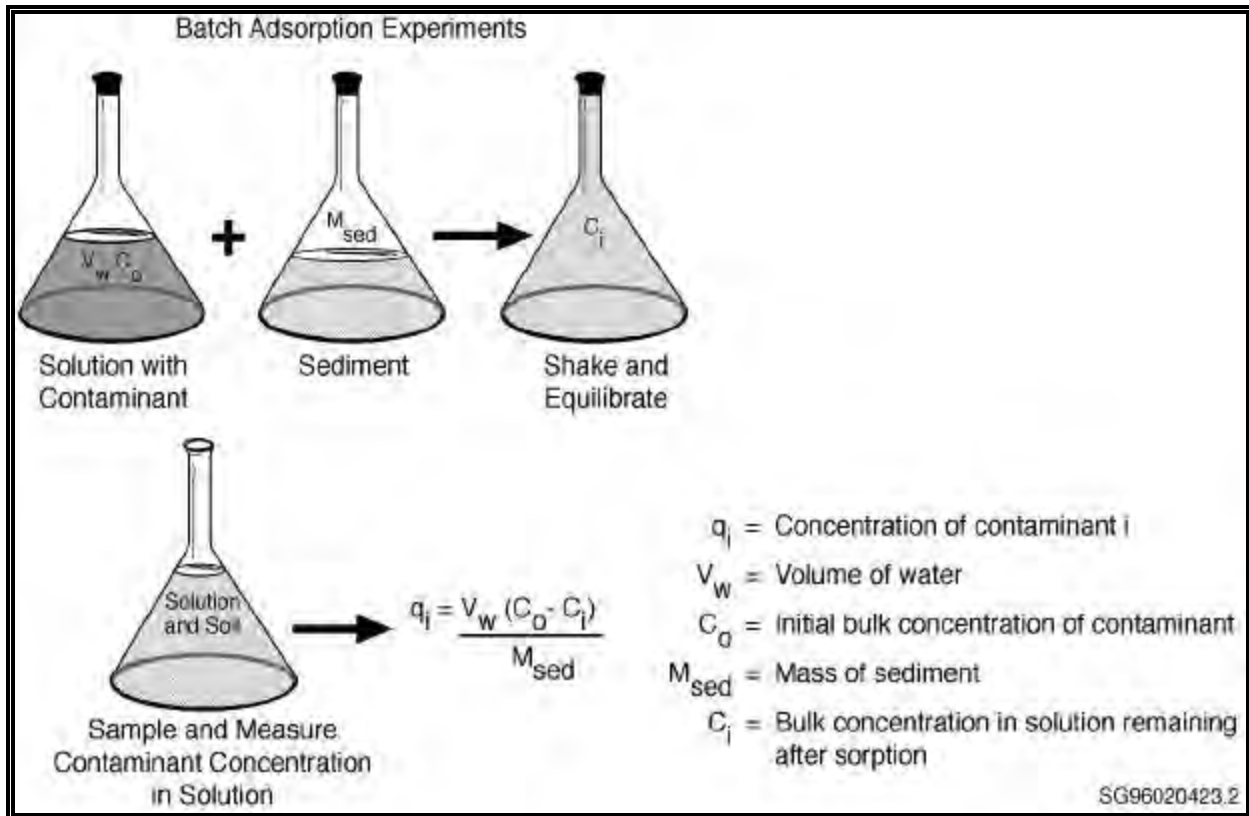 Batch Adsorption Experiments
V_w C_o
+
M_sed
C_i
Solution with
Contaminant
Sediment
Shake and
Equilibrate
Solution
and Soil
q_i = V_w (C_o - C_i)
M_sed
Sample and Measure
Contaminant Concentration
in Solution
q_i = Concentration of contaminant i
V_w = Volume of water
C_o = Initial bulk concentration of contaminant
M_sed = Mass of sediment
C_i = Bulk concentration in solution remaining
after sorption
SG96020423.2